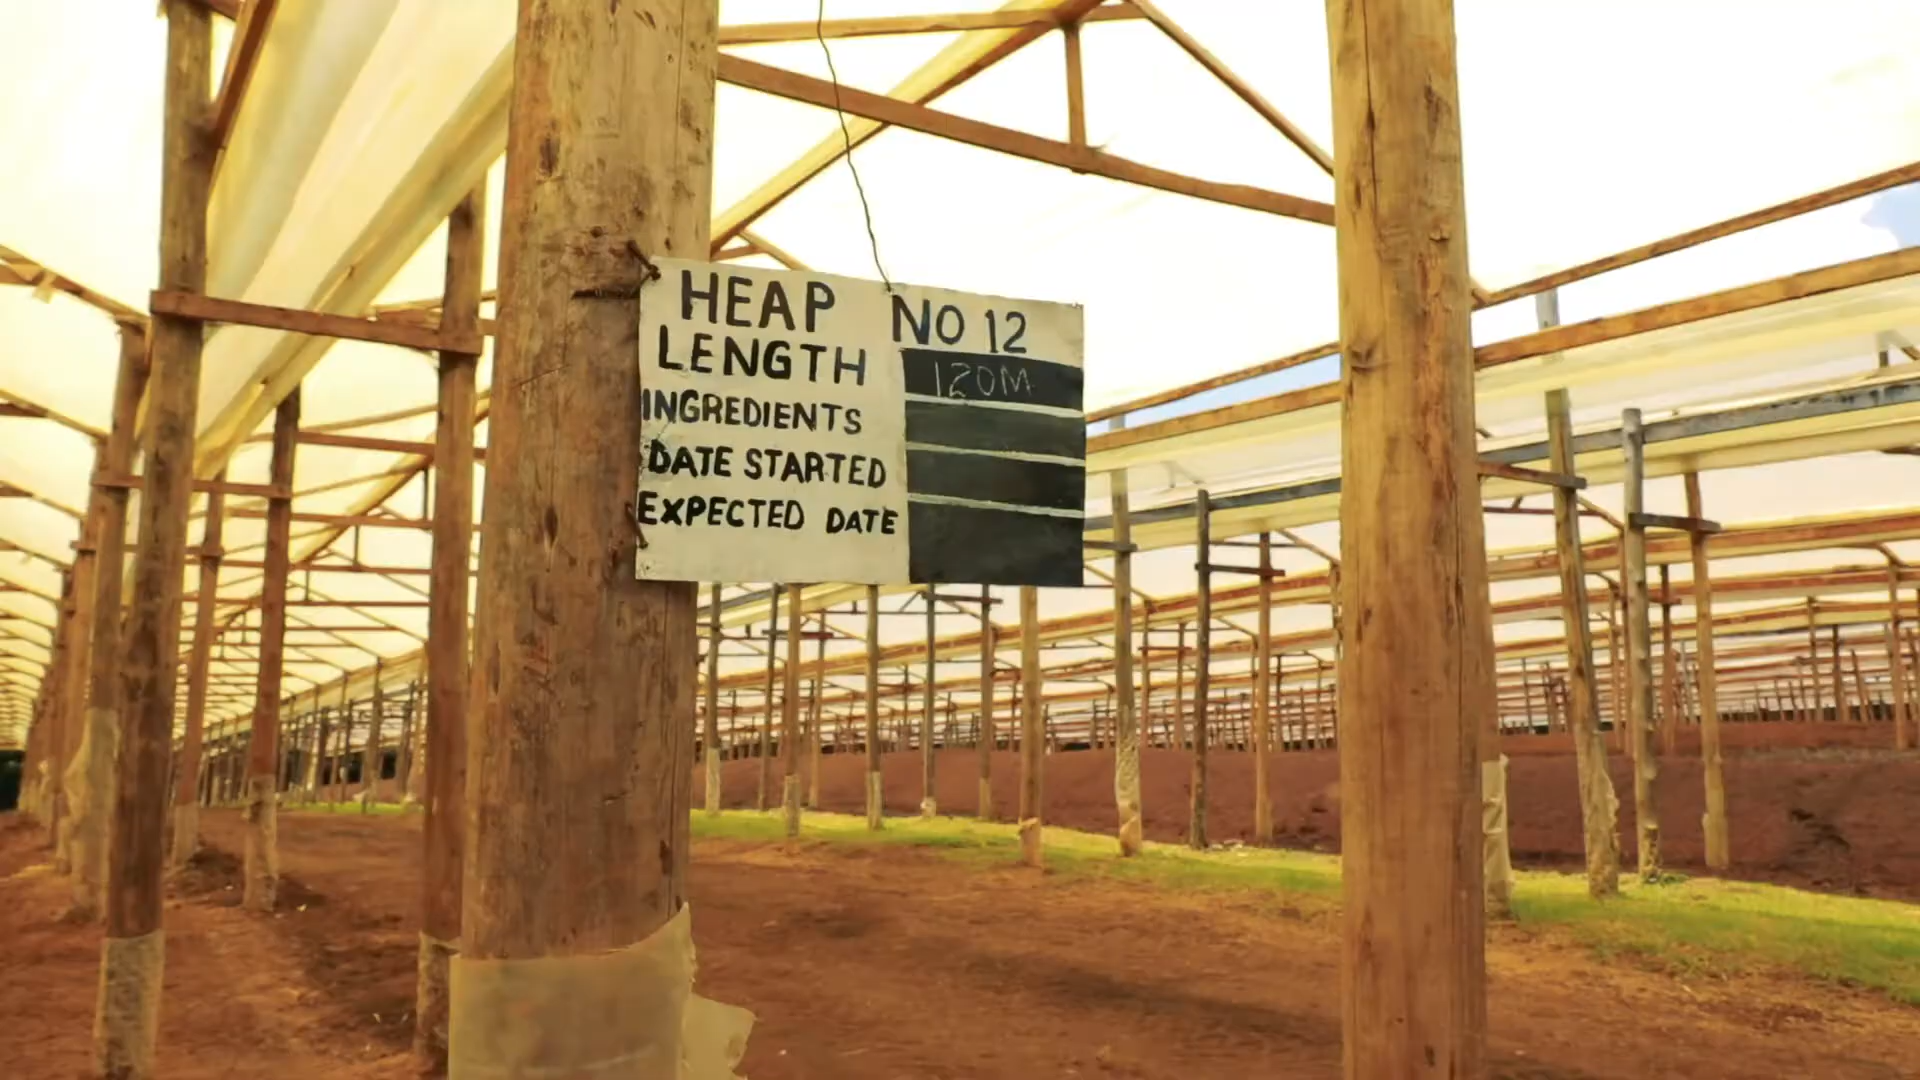 HEAP NO 12
LENGTH 120M
INGREDIENTS
DATE STARTED
EXPECTED DATE